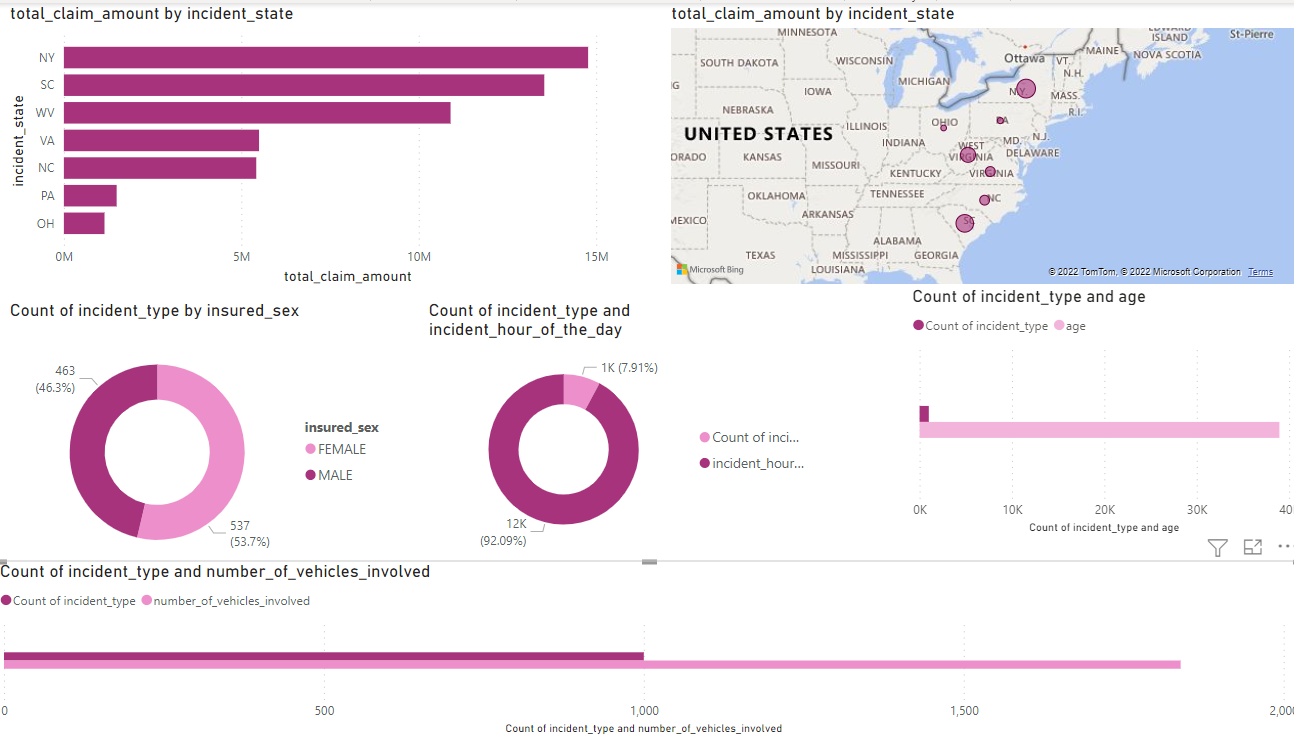 total_claim_amount by incident_state
incident_state
NY
SC
WV
VA
NC
PA
OH
0M
5M
10M
15M
total_claim_amount
total_claim_amount by incident_state
MINNESOTA
ISLAND
St-Pierre
Ottawa
VT.
MAINE
NOVA SCOTIA
SOUTH DAKOTA
WISCONSIN
N.H.
MICHIGAN
NG
IOWA
N.Y.
MASS.
NEBRASKA
R.I.
OHIO
PA
ILLINOIS
UNITED STATES
MD.
N.J.
INDIANA
WEST
VIRGINIA
DELAWARE
ORADO
KANSAS
MISSOURI
KENTUCKY
VIRGINIA
OKLAHOMA
TENNESSEE
NC
ARKANSAS
MEXICO
SC
ALABAMA
TEXAS
MISSISSIPPI
GEORGIA
LOUISIANA
Microsoft Bing
© 2022 TomTom, © 2022 Microsoft Corporation Terms
Count of incident_type by insured_sex
463
(46.3%)
537
(53.7%)
insured_sex
FEMALE
MALE
Count of incident_type and
incident_hour_of_the_day
1K (7.91%)
12K
(92.09%)
Count of inci...
incident_hour...
Count of incident_type and age
Count of incident_type age
0K
10K
20K
30K
40
Count of incident_type and age
Count of incident_type and number_of_vehicles_involved
Count of incident_type number_of_vehicles_involved
0
500
1,000
1,500
2,000
Count of incident_type and number_of_vehicles_involved